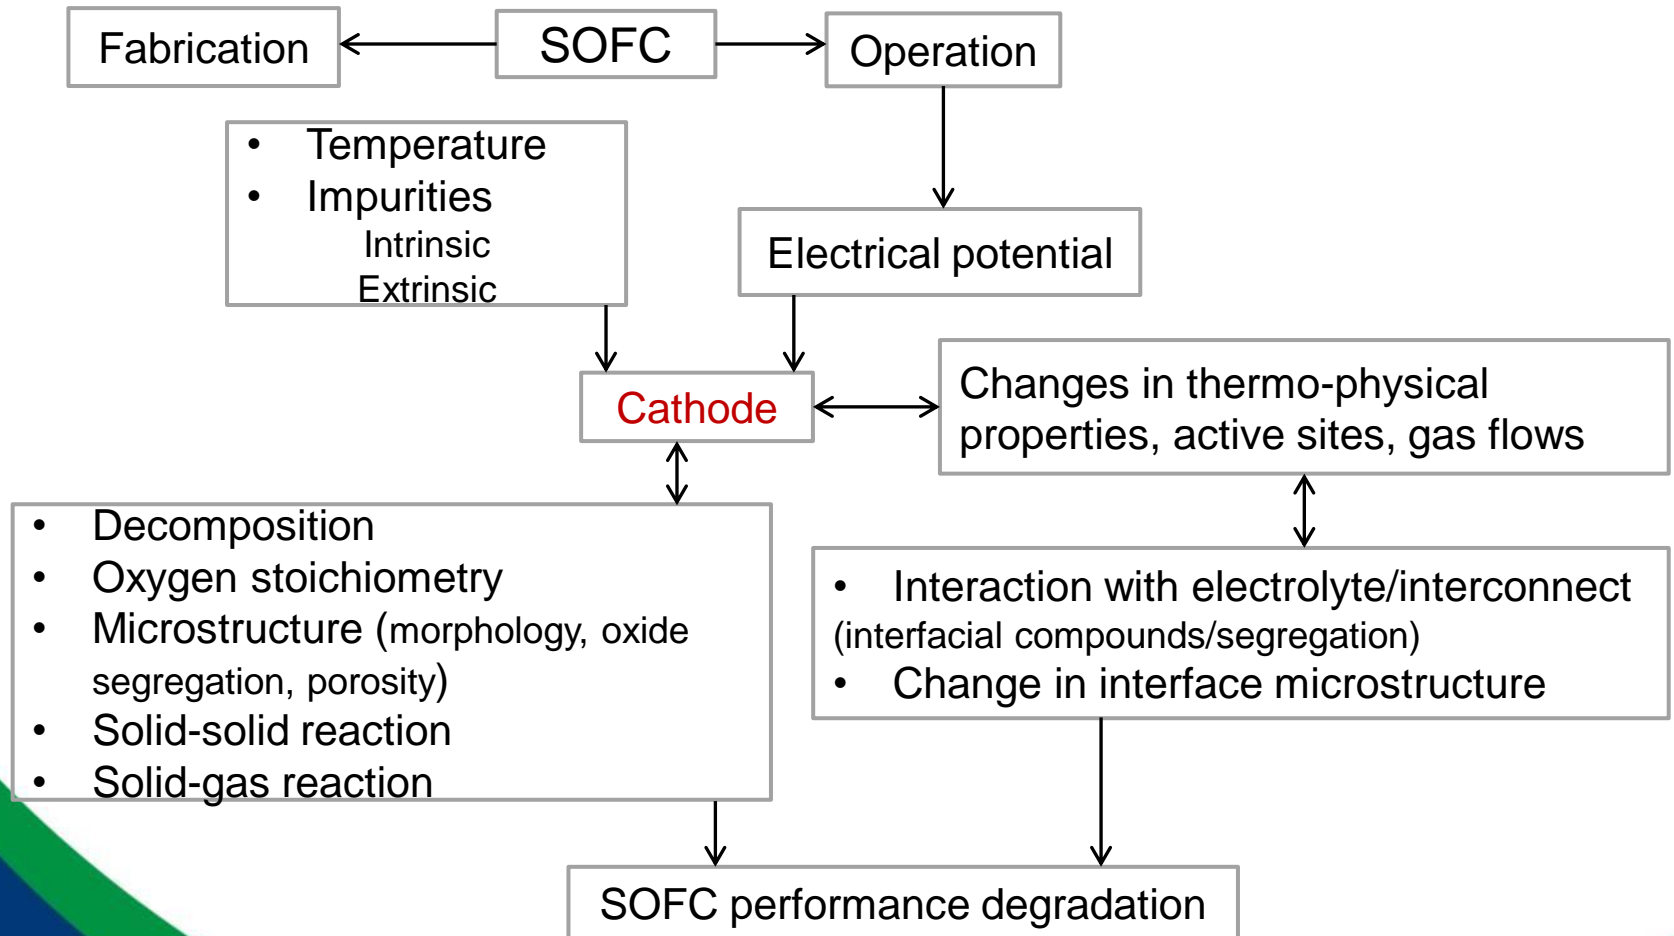 Fabrication
SOFC
Operation
• Temperature
• Impurities
Intrinsic
Extrinsic
Electrical potential
Cathode
Changes in thermo-physical
properties, active sites, gas flows
• Decomposition
• Oxygen stoichiometry
• Microstructure (morphology, oxide
segregation, porosity)
• Solid-solid reaction
• Solid-gas reaction
• Interaction with electrolyte/interconnect
(interfacial compounds/segregation)
• Change in interface microstructure
SOFC performance degradation